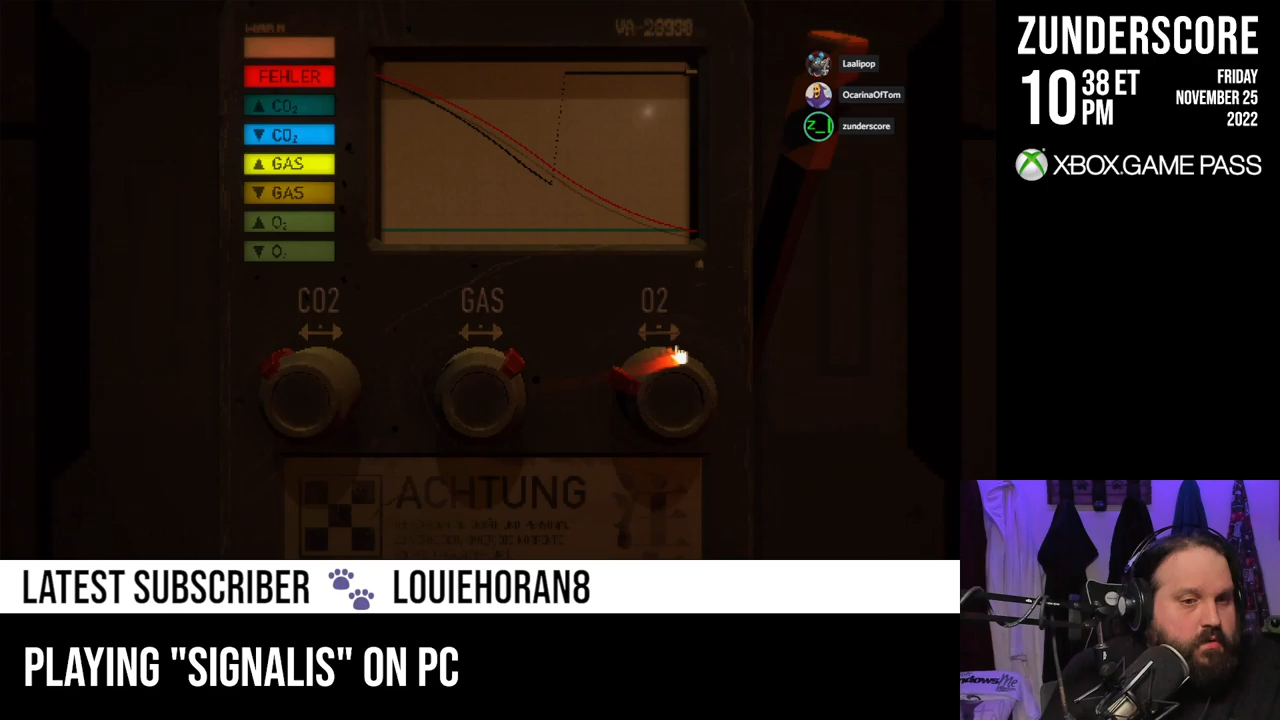 VA-26930
FEHLER
▲ CO₂
▼ CO₂
▲ GAS
▼ GAS
▲ O₂
▼ O₂
CO2
GAS
O2
ACHTUNG
Laalipop
OcarinaOfTom
zunderscore
ZUNDERSCORE
10 38 ET
PM
FRIDAY
NOVEMBER 25
2022
XBOX GAME PASS
LATEST SUBSCRIBER LOUIEHORAN8
PLAYING "SIGNALIS" ON PC